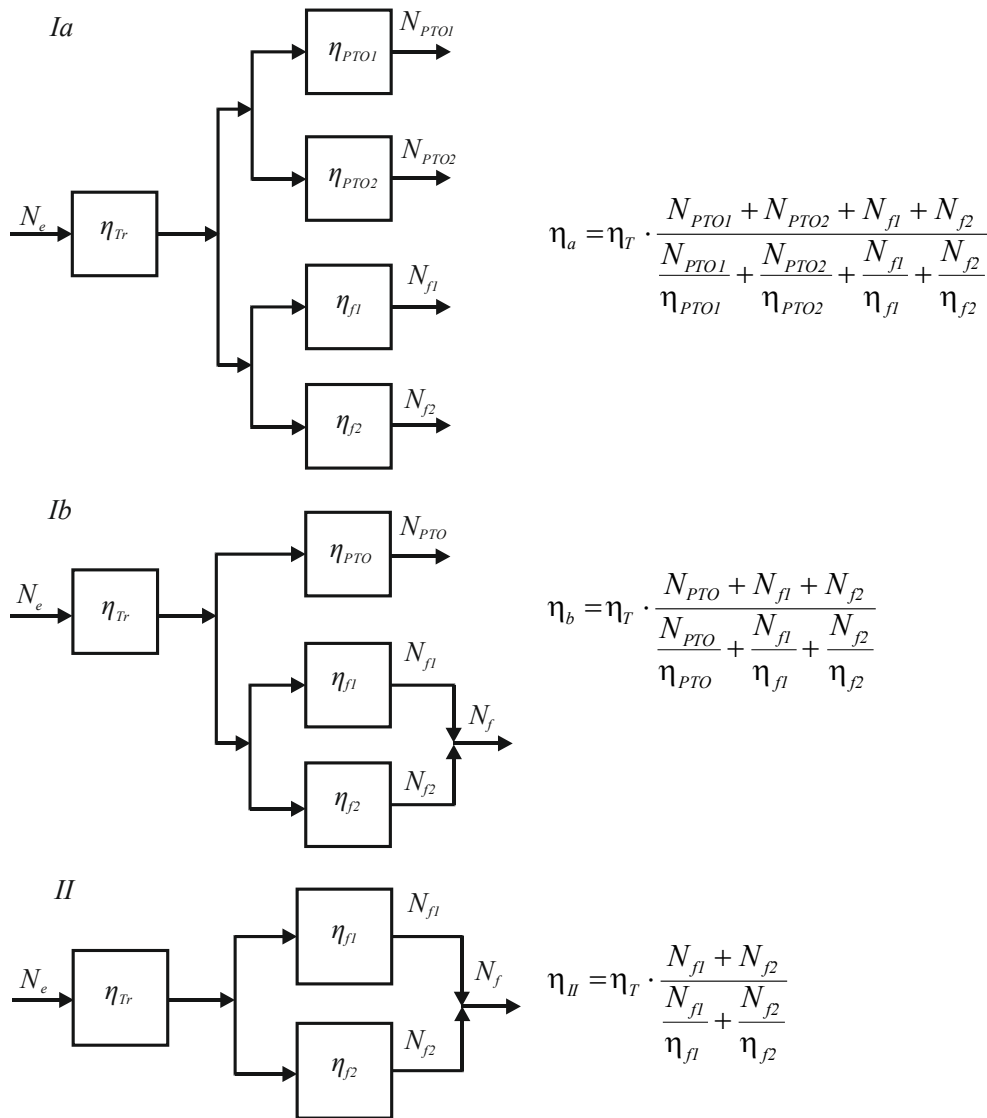 Ia
N_PTO1
η_PTO1
N_PTO2
η_PTO2
N_e
η_Tr
N_f1
η_f1
N_f2
η_f2
η_a = η_T · (N_PTO1 + N_PTO2 + N_f1 + N_f2) / (N_PTO1/η_PTO1 + N_PTO2/η_PTO2 + N_f1/η_f1 + N_f2/η_f2)
Ib
N_PTO
η_PTO
N_e
η_Tr
N_f1
η_f1
N_f
N_f2
η_f2
η_b = η_T · (N_PTO + N_f1 + N_f2) / (N_PTO/η_PTO + N_f1/η_f1 + N_f2/η_f2)
II
N_f1
η_f1
N_e
η_Tr
N_f
N_f2
η_f2
η_II = η_T · (N_f1 + N_f2) / (N_f1/η_f1 + N_f2/η_f2)